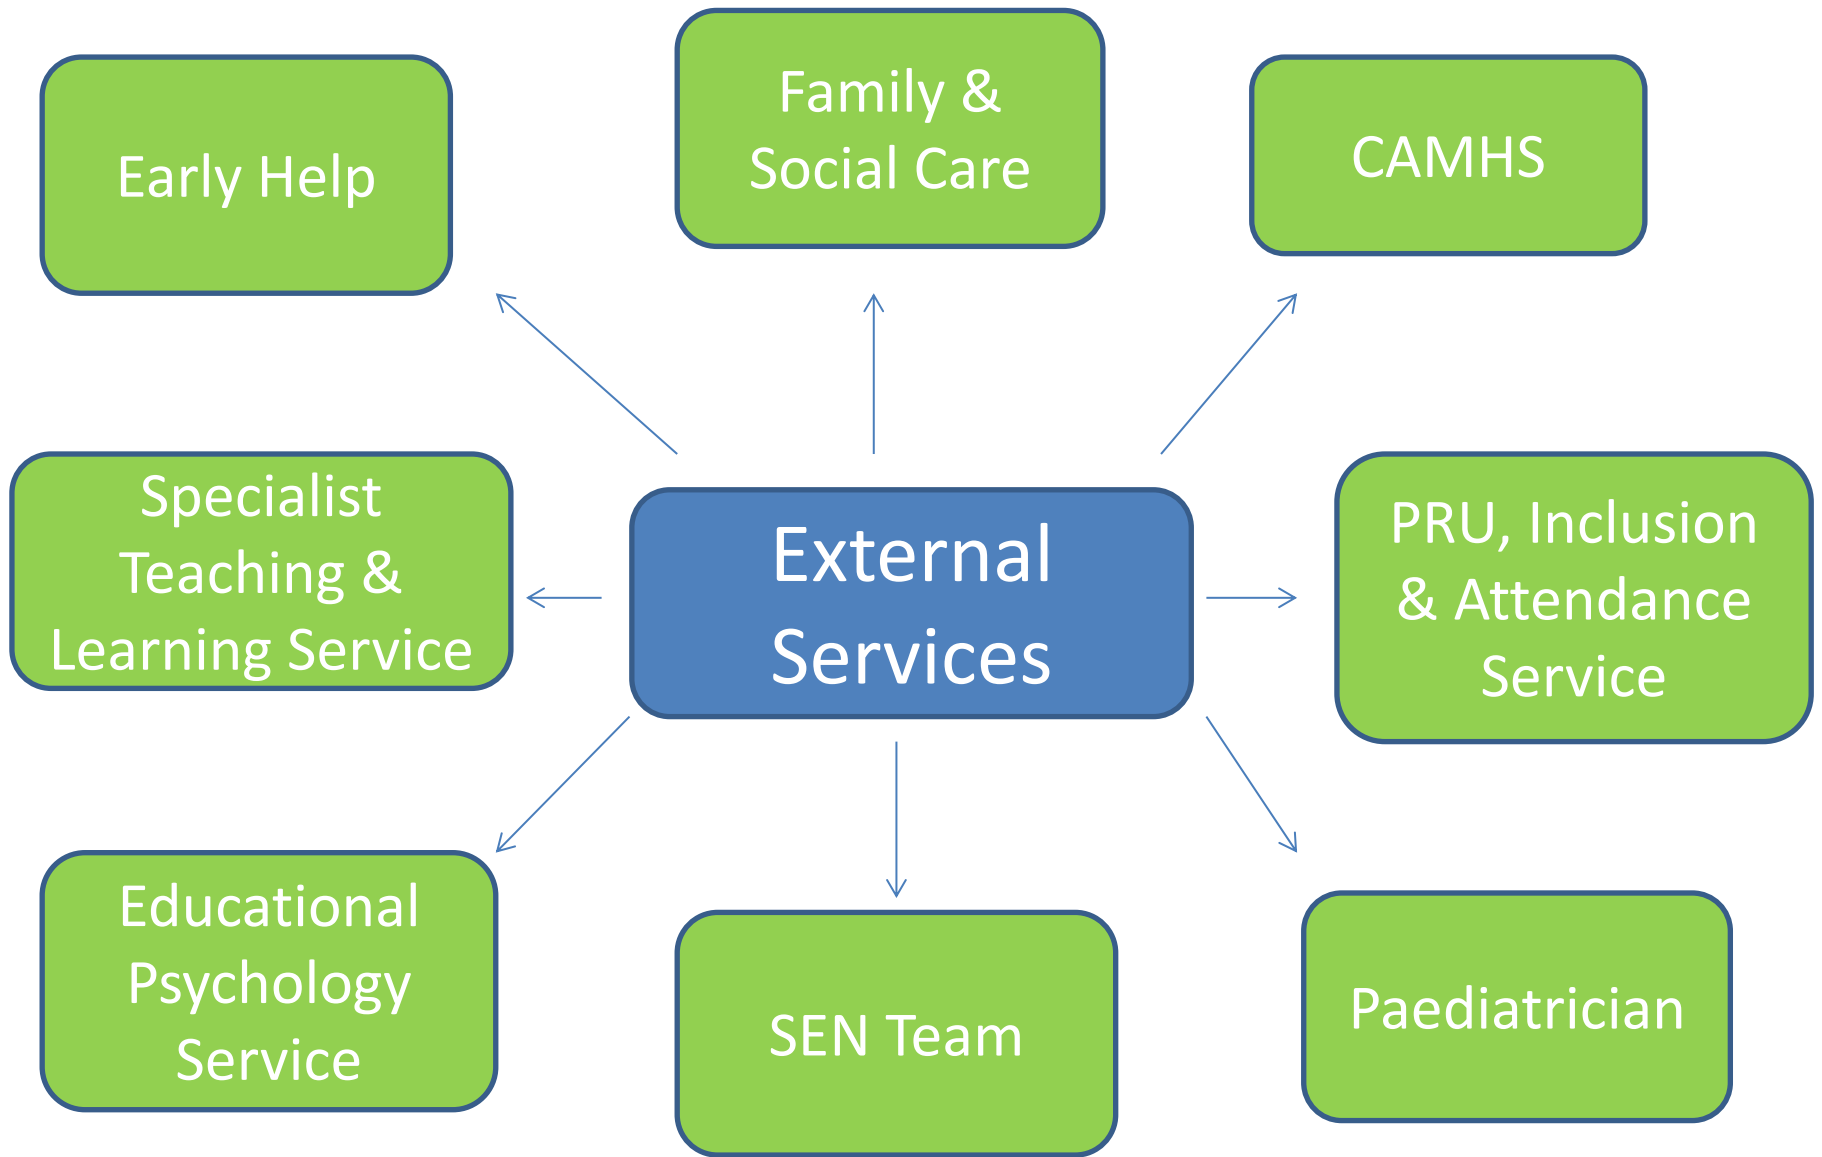 Early Help
Family &
Social Care
CAMHS
Specialist
Teaching &
Learning Service
External
Services
PRU, Inclusion
& Attendance
Service
Educational
Psychology
Service
SEN Team
Paediatrician